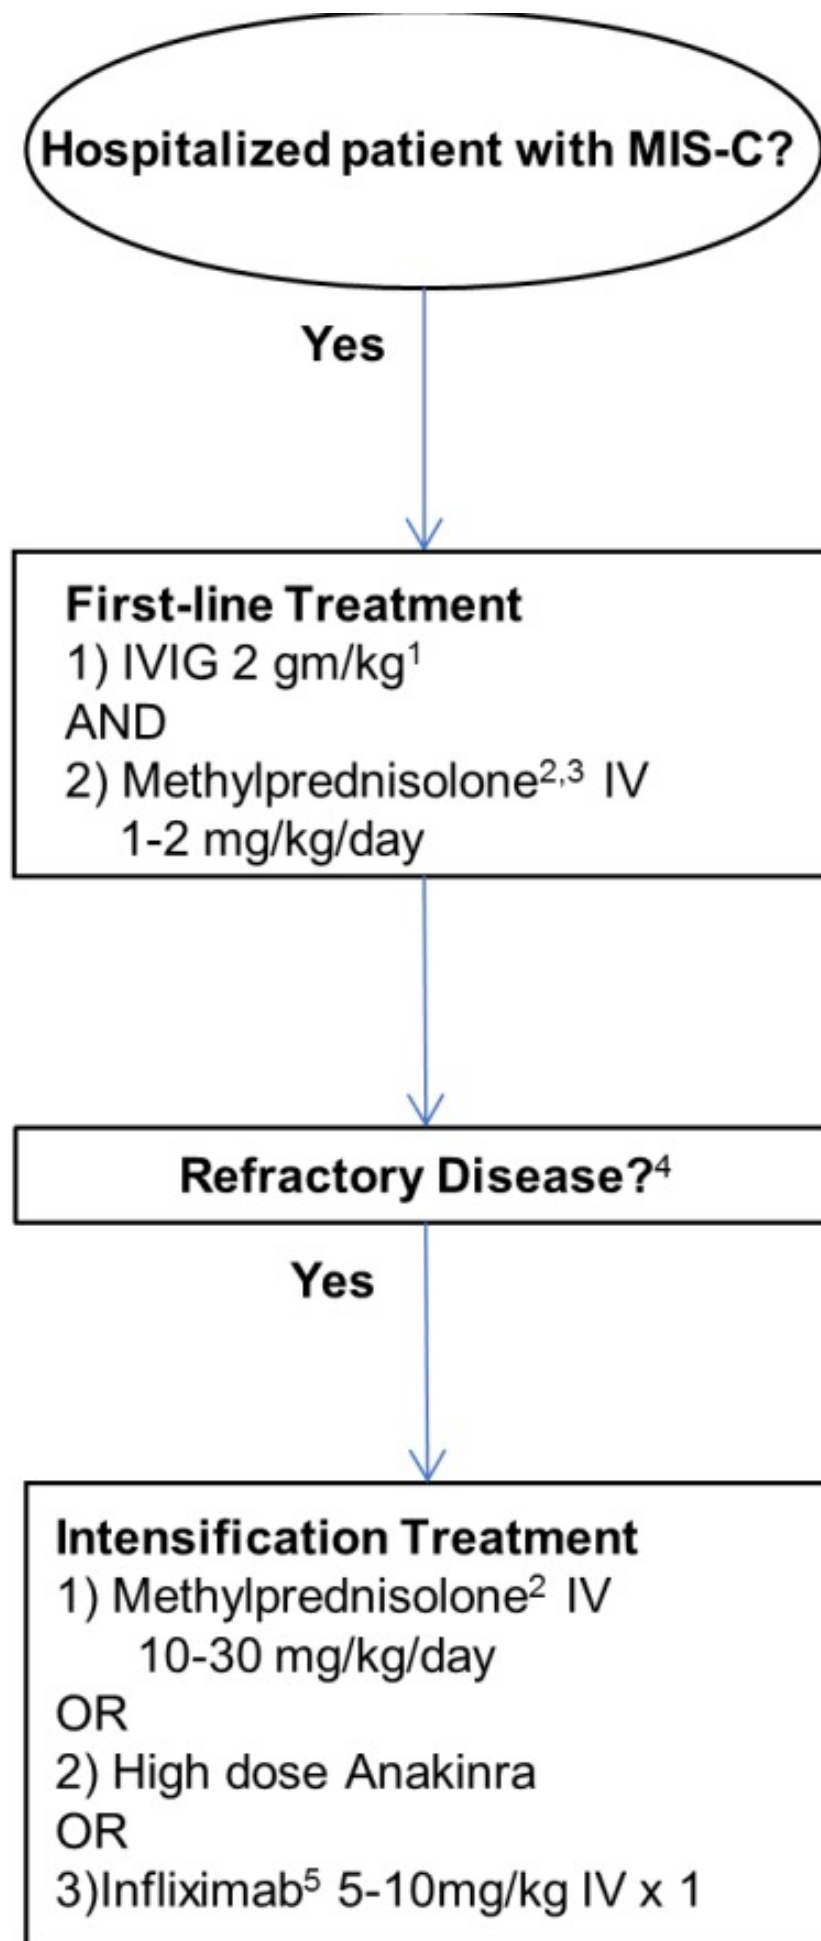 Hospitalized patient with MIS-C?
Yes
First-line Treatment
1) IVIG 2 gm/kg¹
AND
2) Methylprednisolone²,³ IV
1-2 mg/kg/day
Refractory Disease?⁴
Yes
Intensification Treatment
1) Methylprednisolone² IV
10-30 mg/kg/day
OR
2) High dose Anakinra
OR
3)Infliximab⁵ 5-10mg/kg IV x 1